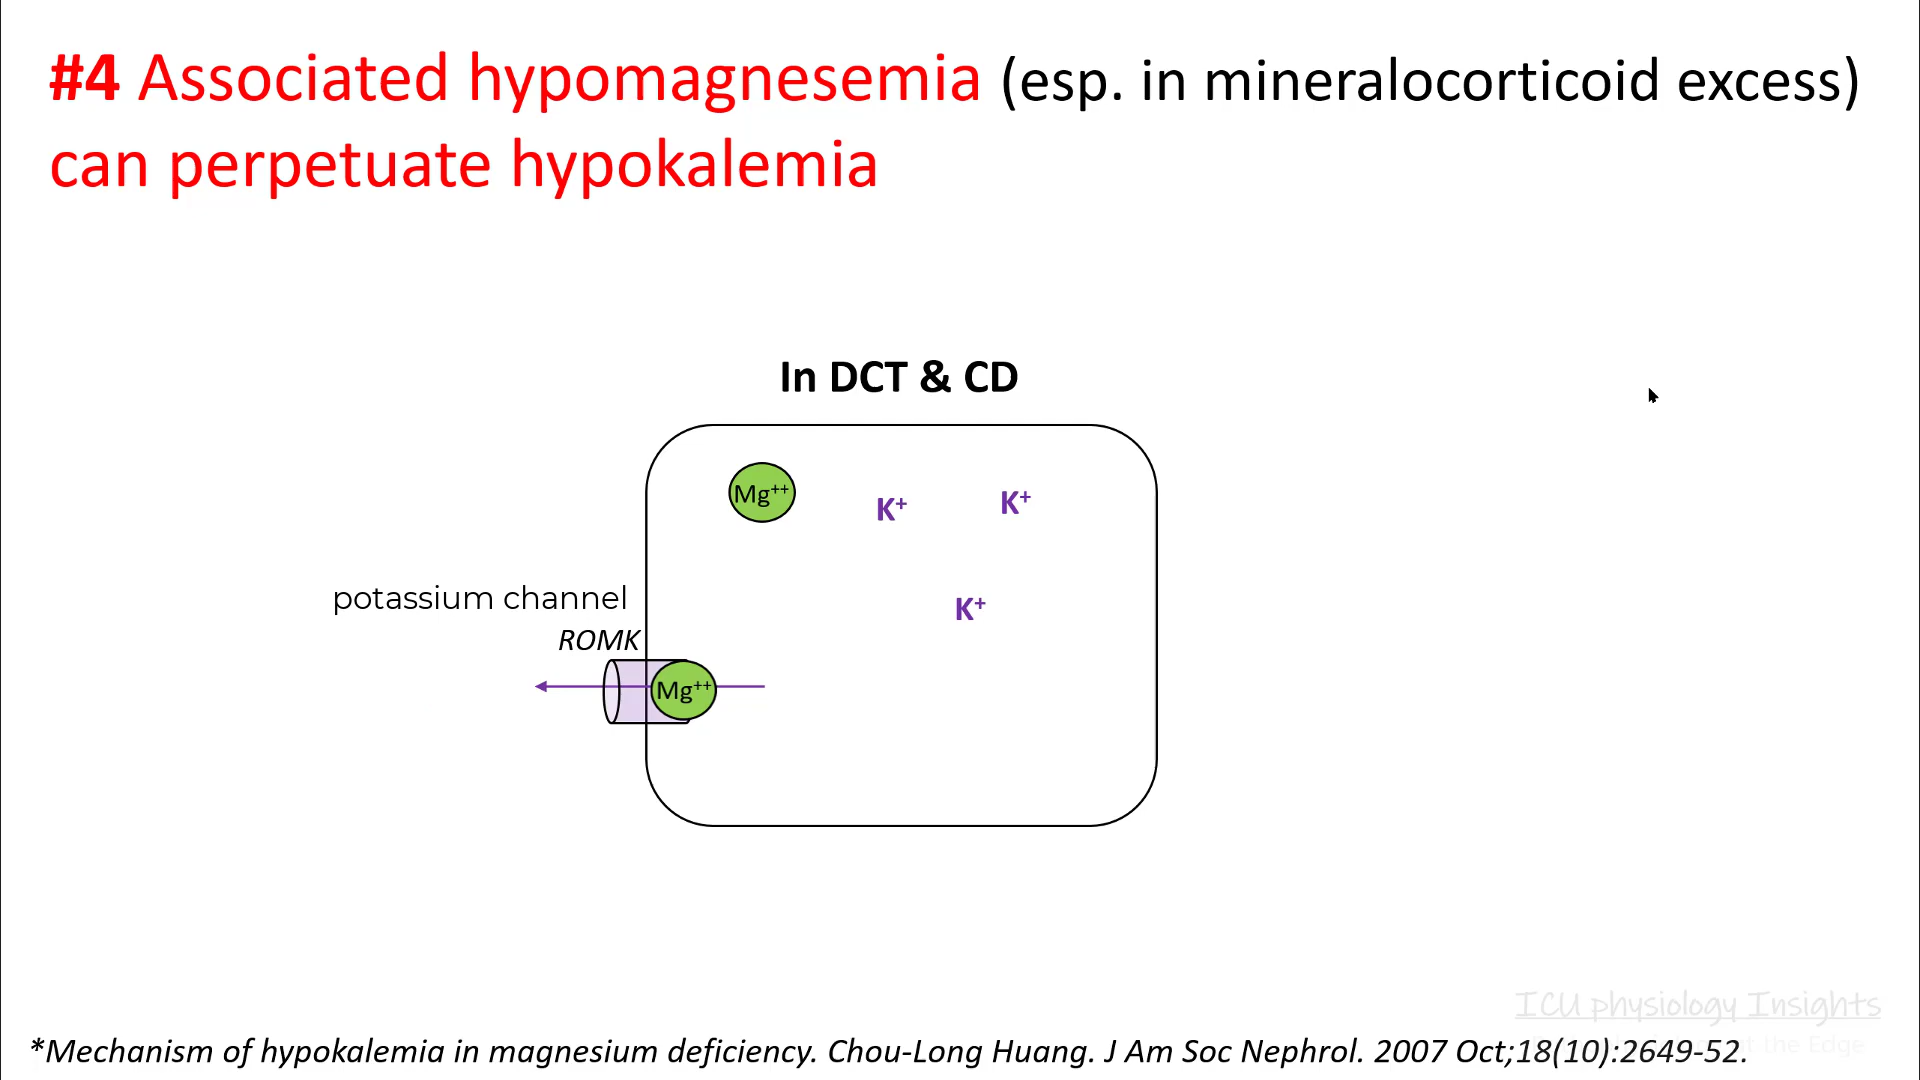 #4 Associated hypomagnesemia (esp. in mineralocorticoid excess)
can perpetuate hypokalemia
In DCT & CD
Mg⁺⁺
K⁺
K⁺
potassium channel
K⁺
ROMK
Mg⁺⁺
ICU physiology Insights
the Edge
*Mechanism of hypokalemia in magnesium deficiency. Chou-Long Huang. J Am Soc Nephrol. 2007 Oct;18(10):2649-52.